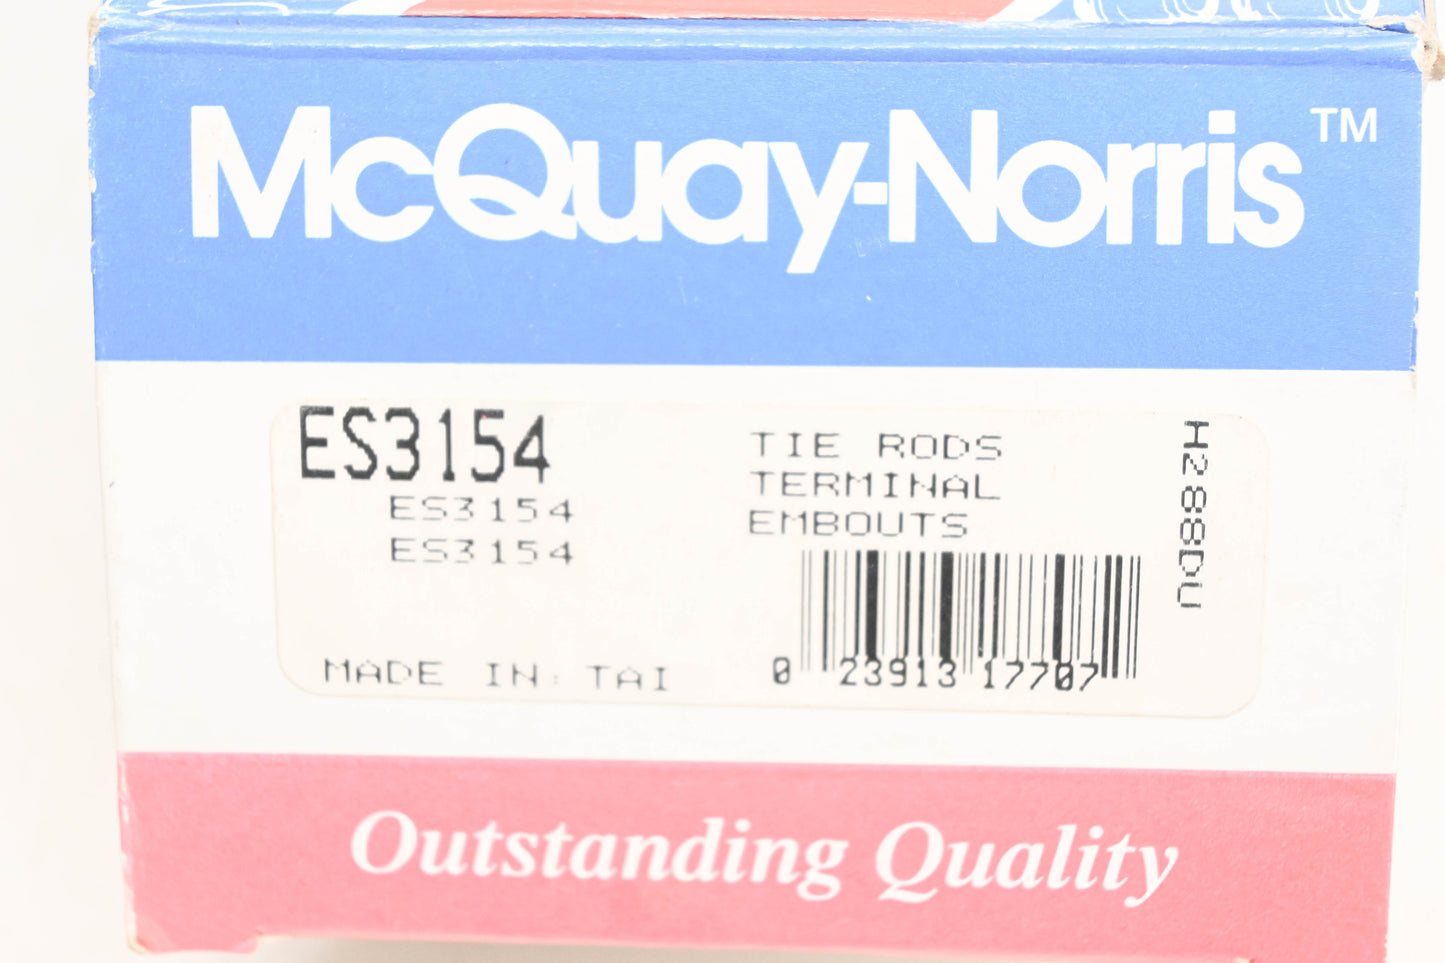 McQuay-Norris™
ES3154
ES3154
ES3154
TIE RODS
TERMINAL
EMBOUTS
H288DU
0 23913 17707
MADE IN: TAI
Outstanding Quality